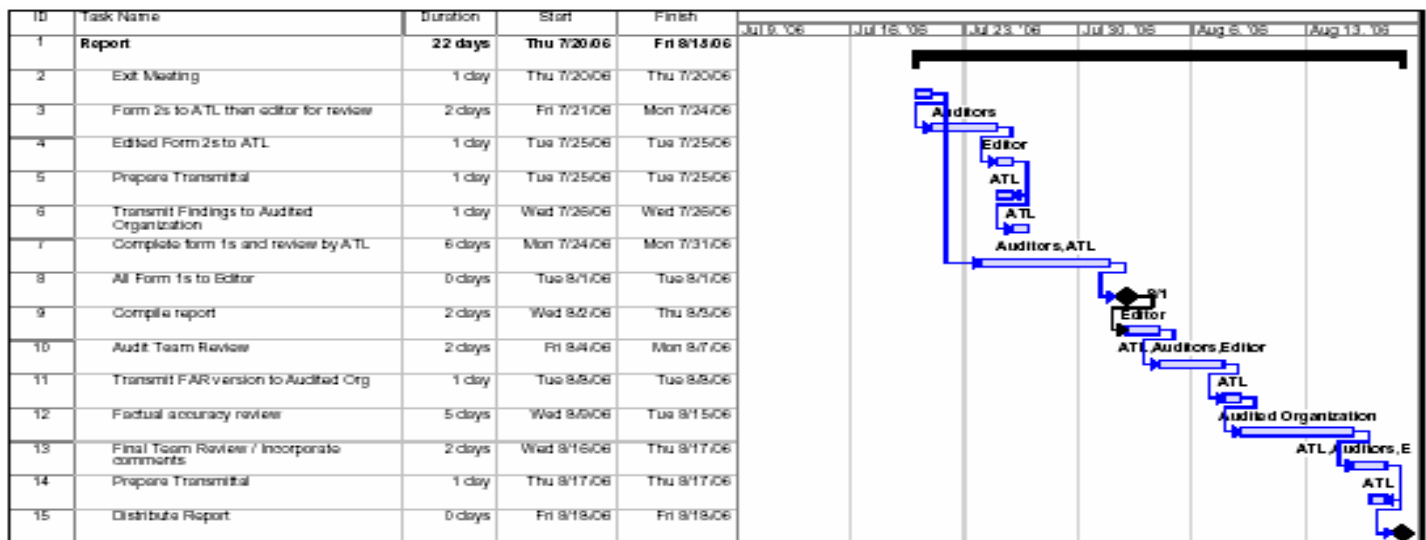 ID Task Name Duration Start Finish
Jul 9, '06 Jul 16, '06 Jul 23, '06 Jul 30, '06 Aug 6, '06 Aug 13, '06
1 Report 22 days Thu 7/20/06 Fri 8/18/06
2 Exit Meeting 1 day Thu 7/20/06 Thu 7/20/06
3 Form 2s to ATL then editor for review 2 days Fri 7/21/06 Mon 7/24/06 Auditors
4 Edited Form 2s to ATL 1 day Tue 7/25/06 Tue 7/25/06 Editor
5 Prepare Transmittal 1 day Tue 7/25/06 Tue 7/25/06 ATL
6 Transmit Findings to Audited
Organization 1 day Wed 7/26/06 Wed 7/26/06 ATL
7 Complete form 1s and review by ATL 6 days Mon 7/24/06 Mon 7/31/06 Auditors,ATL
8 All Form 1s to Editor 0 days Tue 8/1/06 Tue 8/1/06 8/1
9 Compile report 2 days Wed 8/2/06 Thu 8/3/06 Editor
10 Audit Team Review 2 days Fri 8/4/06 Mon 8/7/06 ATL,Auditors,Editor
11 Transmit FAR version to Audited Org 1 day Tue 8/8/06 Tue 8/8/06 ATL
12 Factual accuracy review 5 days Wed 8/9/06 Tue 8/15/06 Audited Organization
13 Final Team Review / Incorporate
comments 2 days Wed 8/16/06 Thu 8/17/06 ATL,Auditors,E
14 Prepare Transmittal 1 day Thu 8/17/06 Thu 8/17/06 ATL
15 Distribute Report 0 days Fri 8/18/06 Fri 8/18/06